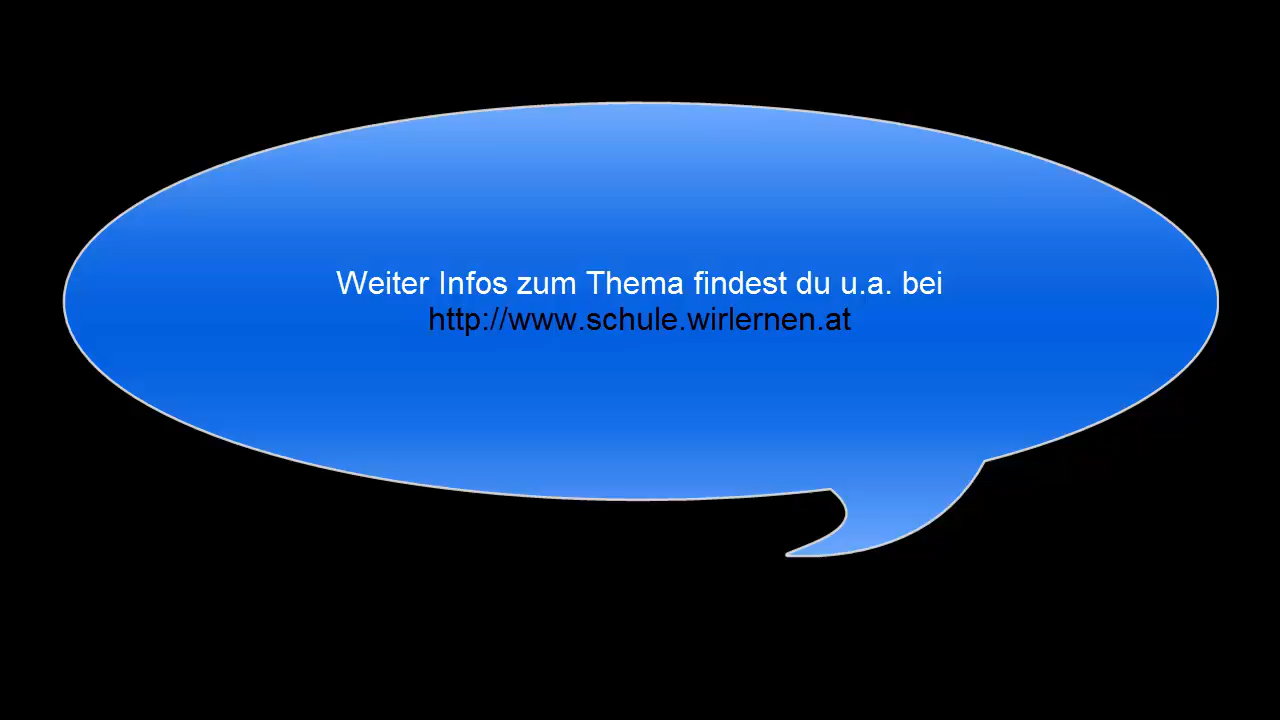 Weiter Infos zum Thema findest du u.a. bei
http://www.schule.wirlernen.at